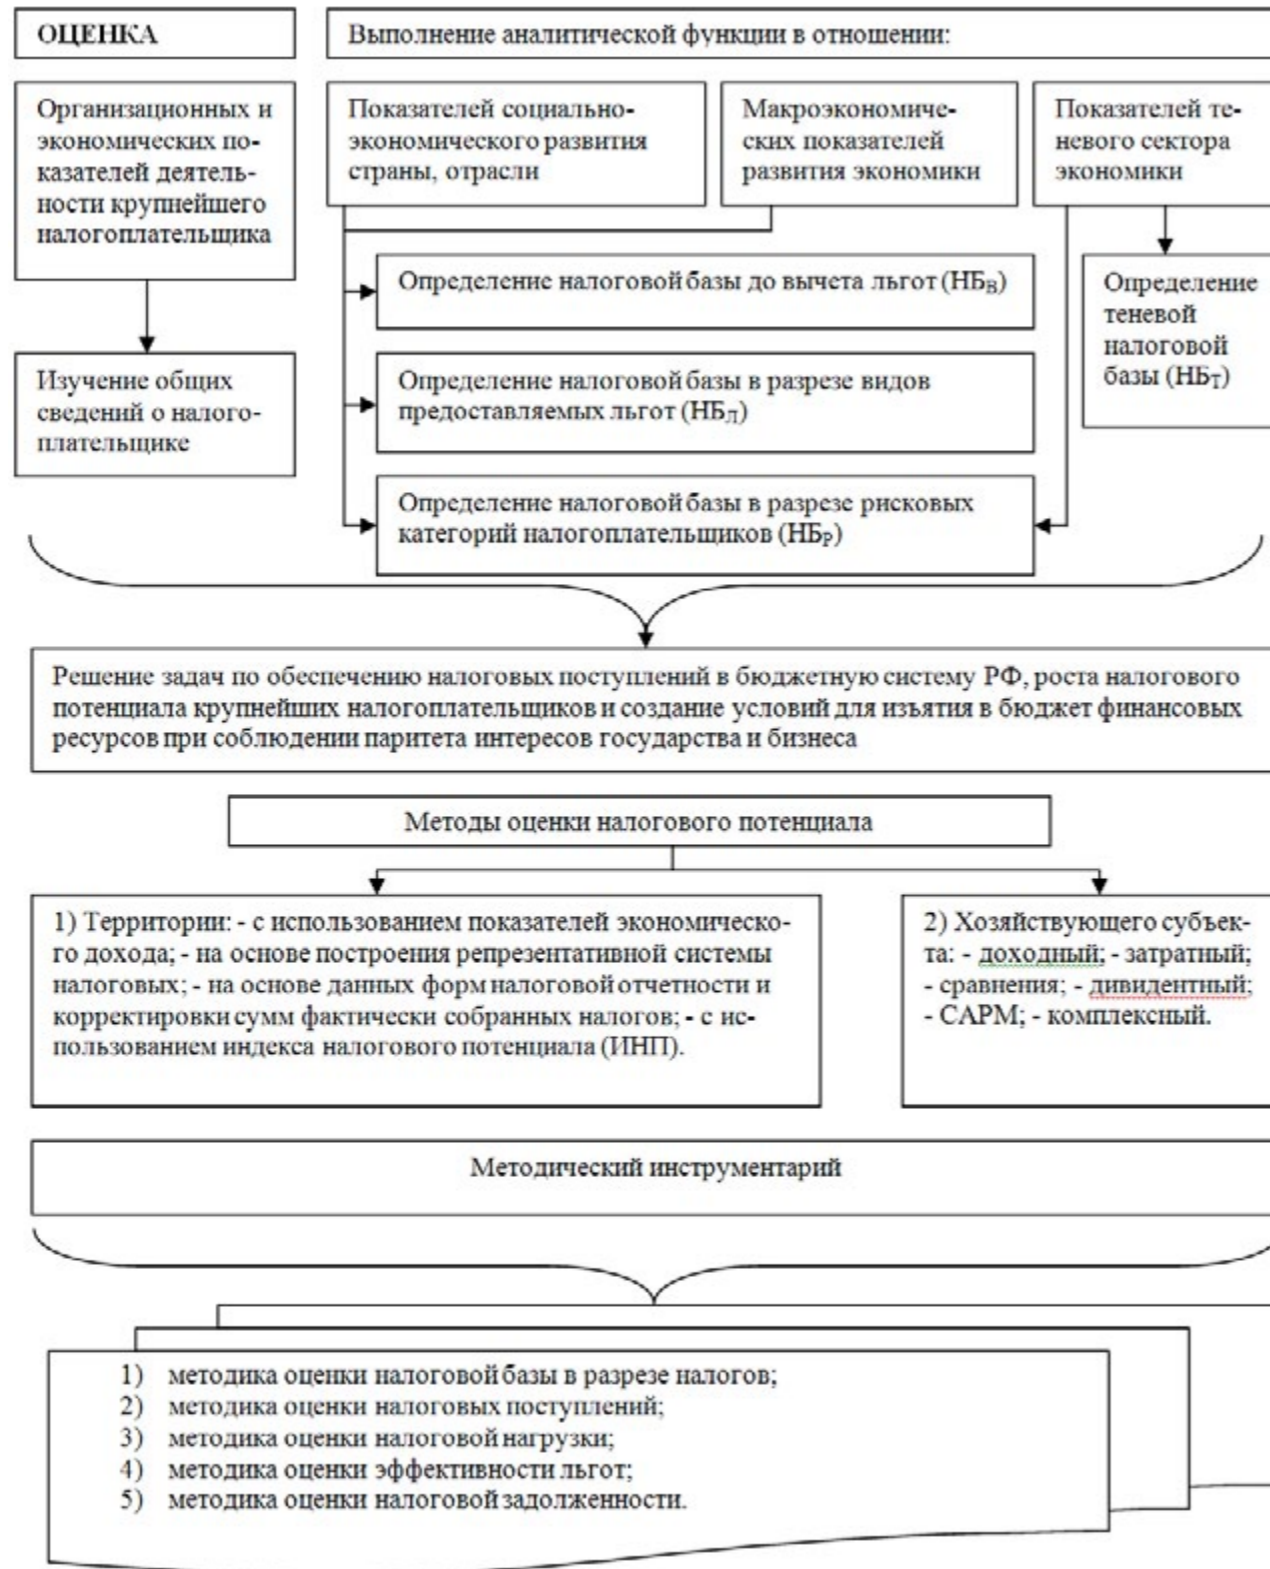 ОЦЕНКА
Выполнение аналитической функции в отношении:
Организационных и
экономических по-
казателей деятель-
ности крупнейшего
налогоплательщика
Показателей социально-
экономического развития
страны, отрасли
Макроэкономиче-
ских показателей
развития экономики
Показателей те-
невого сектора
экономики
Определение налоговой базы до вычета льгот (НБВ)
Определение
теневой
налоговой
базы (НБТ)
Изучение общих
сведений о налого-
плательщике
Определение налоговой базы в разрезе видов
предоставляемых льгот (НБЛ)
Определение налоговой базы в разрезе рисковых
категорий налогоплательщиков (НБР)
Решение задач по обеспечению налоговых поступлений в бюджетную систему РФ, роста налогового
потенциала крупнейших налогоплательщиков и создание условий для изъятия в бюджет финансовых
ресурсов при соблюдении паритета интересов государства и бизнеса
Методы оценки налогового потенциала
1) Территории: - с использованием показателей экономическо-
го дохода; - на основе построения репрезентативной системы
налоговых; - на основе данных форм налоговой отчетности и
корректировки сумм фактически собранных налогов; - с ис-
пользованием индекса налогового потенциала (ИНП).
2) Хозяйствующего субъек-
та: - доходный; - затратный;
- сравнения; - дивидентный;
- САРМ; - комплексный.
Методический инструментарий
1) методика оценки налоговой базы в разрезе налогов;
2) методика оценки налоговых поступлений;
3) методика оценки налоговой нагрузки;
4) методика оценки эффективности льгот;
5) методика оценки налоговой задолженности.